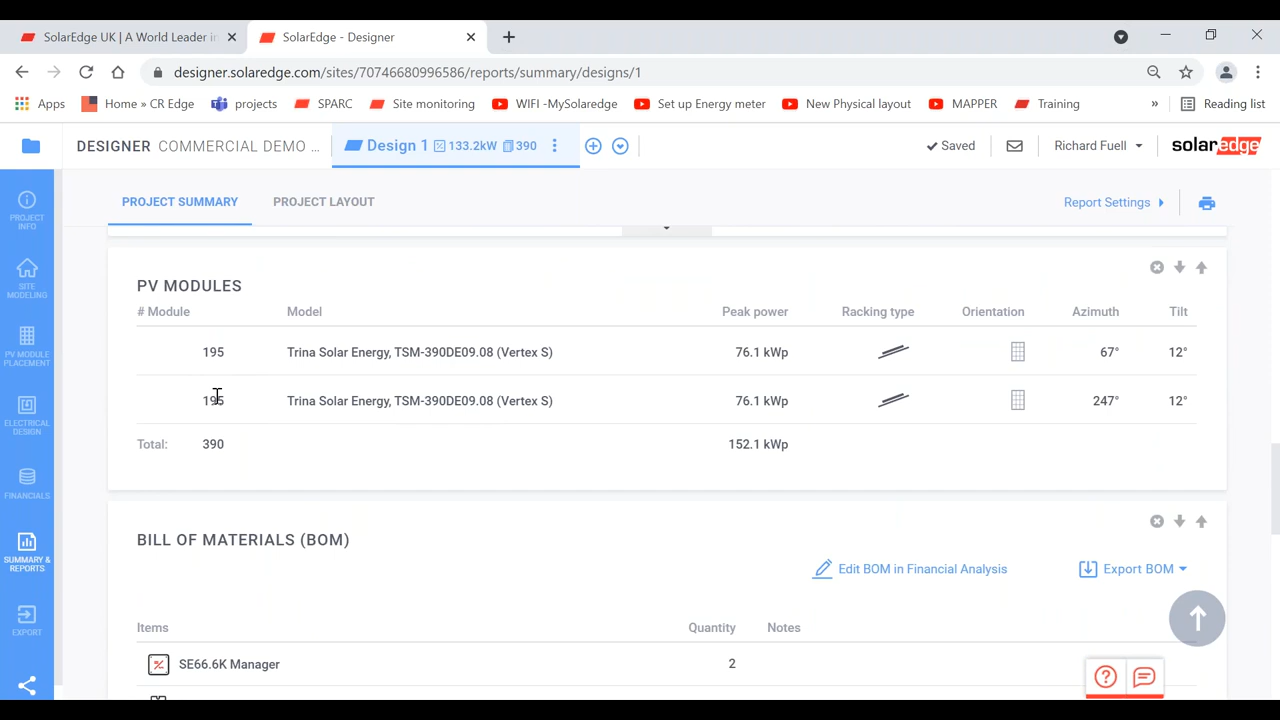 SolarEdge UK | A World Leader in
SolarEdge - Designer
designer.solaredge.com/sites/70746680996586/reports/summary/designs/1
Apps
Home » CR Edge
projects
SPARC
Site monitoring
WIFI -MySolaredge
Set up Energy meter
New Physical layout
MAPPER
Training
»
Reading list
DESIGNER COMMERCIAL DEMO ...
Design 1 133.2kW 390
Saved
Richard Fuell
solaredge
PROJECT INFO
SITE MODELING
PV MODULE PLACEMENT
ELECTRICAL DESIGN
FINANCIALS
SUMMARY & REPORTS
EXPORT
PROJECT SUMMARY
PROJECT LAYOUT
Report Settings
PV MODULES
# Module Model Peak power Racking type Orientation Azimuth Tilt
195 Trina Solar Energy, TSM-390DE09.08 (Vertex S) 76.1 kWp 67° 12°
195 Trina Solar Energy, TSM-390DE09.08 (Vertex S) 76.1 kWp 247° 12°
Total: 390 152.1 kWp
BILL OF MATERIALS (BOM)
Edit BOM in Financial Analysis
Export BOM
Items Quantity Notes
SE66.6K Manager 2